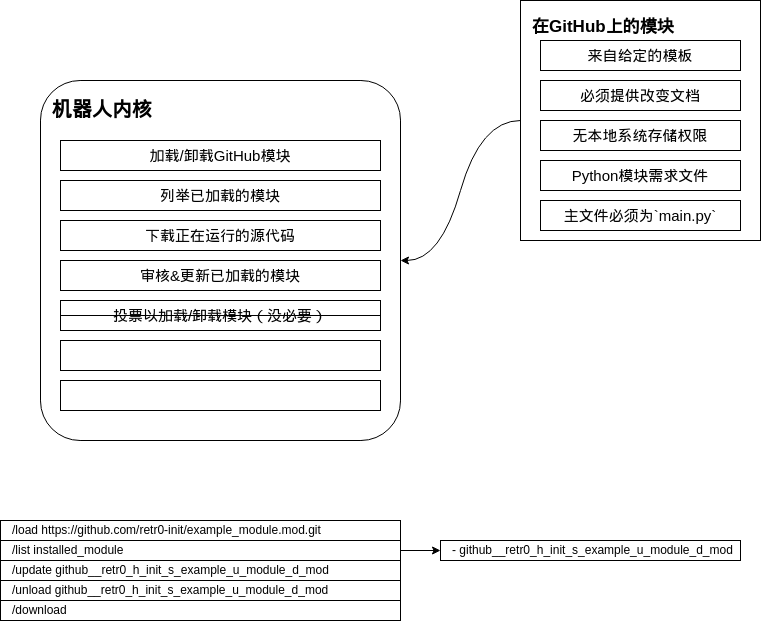 在GitHub上的模块
来自给定的模板
必须提供改变文档
无本地系统存储权限
Python模块需求文件
主文件必须为`main.py`
机器人内核
加载/卸载GitHub模块
列举已加载的模块
下载正在运行的源代码
审核&更新已加载的模块
投票以加载/卸载模块（没必要）
/load https://github.com/retr0-init/example_module.mod.git
/list installed_module
- github__retr0_h_init_s_example_u_module_d_mod
/update github__retr0_h_init_s_example_u_module_d_mod
/unload github__retr0_h_init_s_example_u_module_d_mod
/download